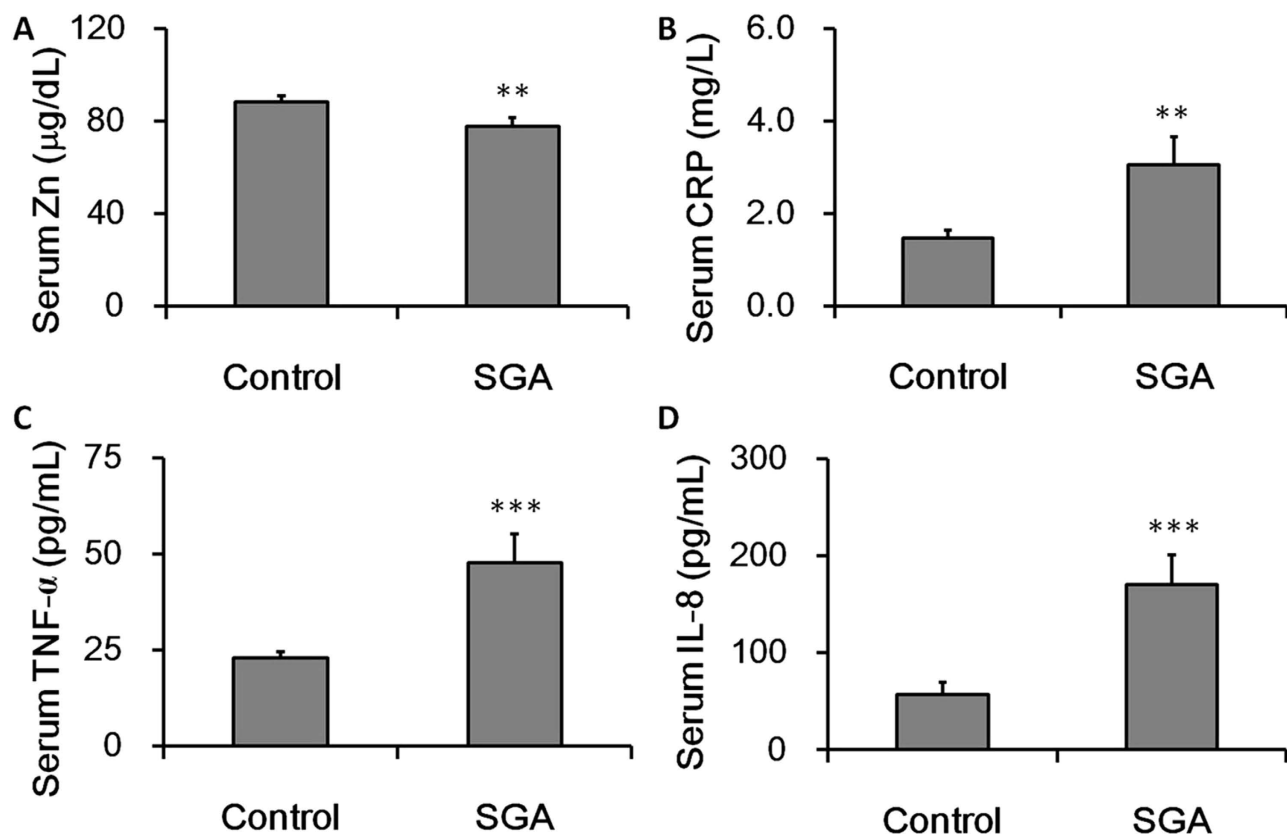 A
Serum Zn (µg/dL)
120
80
40
0
**
Control SGA
B
Serum CRP (mg/L)
6.0
4.0
2.0
0.0
**
Control SGA
C
Serum TNF-α (pg/mL)
75
50
25
0
***
Control SGA
D
Serum IL-8 (pg/mL)
300
200
100
0
***
Control SGA